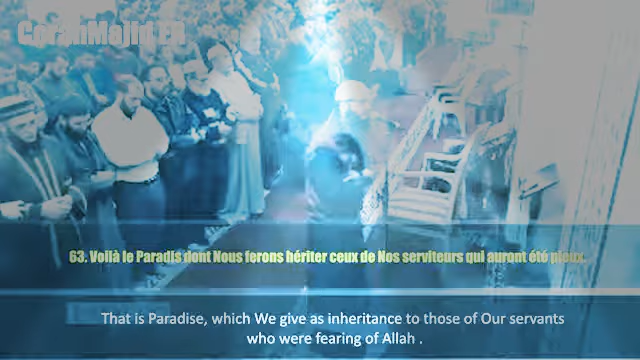 CoranMajid FR
63. Voilà le Paradis dont Nous ferons hériter ceux de Nos serviteurs qui auront été pieux.
That is Paradise, which We give as inheritance to those of Our servants
who were fearing of Allah .